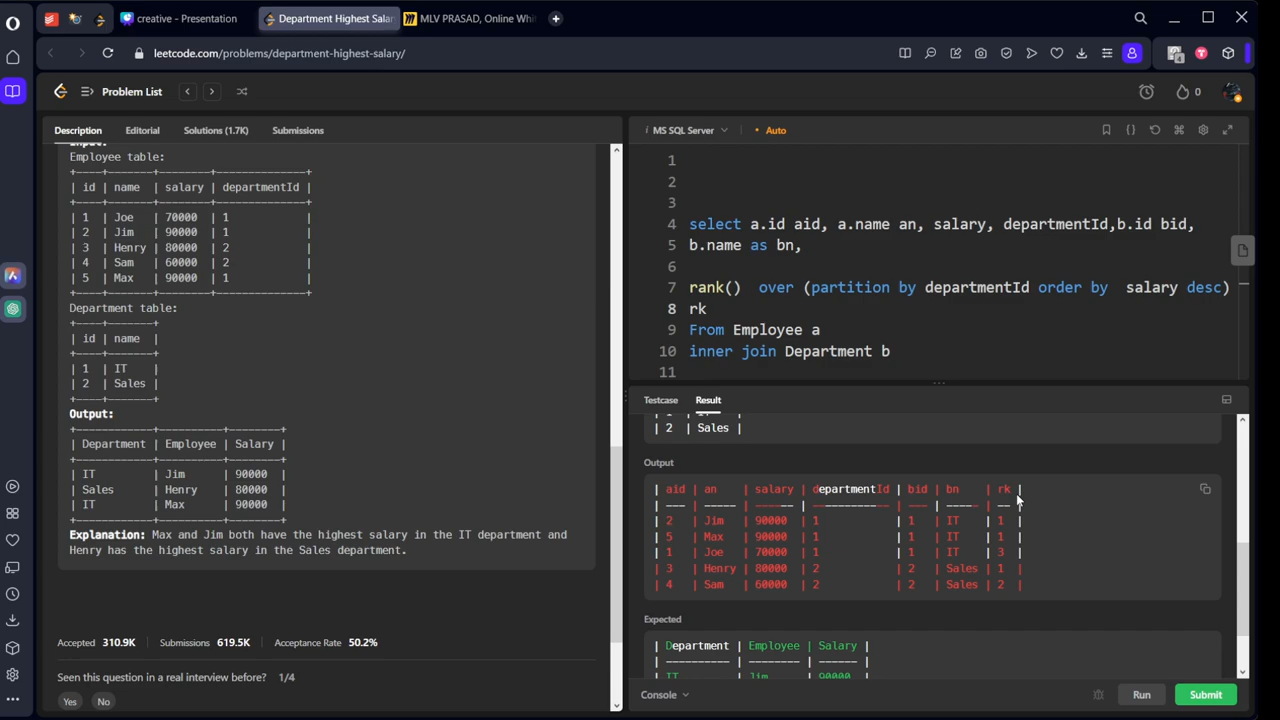 creative - Presentation
Department Highest Salar
MLV PRASAD, Online Whi
leetcode.com/problems/department-highest-salary/
4
Problem List
0
Description
Editorial
Solutions (1.7K)
Submissions
MS SQL Server
Auto
Input:
Employee table:
+----+-------+--------+--------------+
| id | name | salary | departmentId |
+----+-------+--------+--------------+
| 1 | Joe | 70000 | 1 |
| 2 | Jim | 90000 | 1 |
| 3 | Henry | 80000 | 2 |
| 4 | Sam | 60000 | 2 |
| 5 | Max | 90000 | 1 |
+----+-------+--------+--------------+
Department table:
+----+-------+
| id | name |
+----+-------+
| 1 | IT |
| 2 | Sales |
+----+-------+
Output:
+------------+----------+--------+
| Department | Employee | Salary |
+------------+----------+--------+
| IT | Jim | 90000 |
| Sales | Henry | 80000 |
| IT | Max | 90000 |
+------------+----------+--------+
Explanation: Max and Jim both have the highest salary in the IT department and
Henry has the highest salary in the Sales department.
Accepted 310.9K
Submissions 619.5K
Acceptance Rate 50.2%
Seen this question in a real interview before? 1/4
Yes
No
1
2
3
4 select a.id aid, a.name an, salary, departmentId,b.id bid,
5 b.name as bn,
6
7 rank() over (partition by departmentId order by salary desc)
8 rk
9 From Employee a
10 inner join Department b
11
Testcase
Result
| 2 | Sales |
Output
| aid | an | salary | departmentId | bid | bn | rk |
| --- | ----- | ------ | ------------ | --- | ----- | -- |
| 2 | Jim | 90000 | 1 | 1 | IT | 1 |
| 5 | Max | 90000 | 1 | 1 | IT | 1 |
| 1 | Joe | 70000 | 1 | 1 | IT | 3 |
| 3 | Henry | 80000 | 2 | 2 | Sales | 1 |
| 4 | Sam | 60000 | 2 | 2 | Sales | 2 |
Expected
| Department | Employee | Salary |
| ---------- | -------- | ------ |
| IT | Jim | 90000 |
Console
Run
Submit